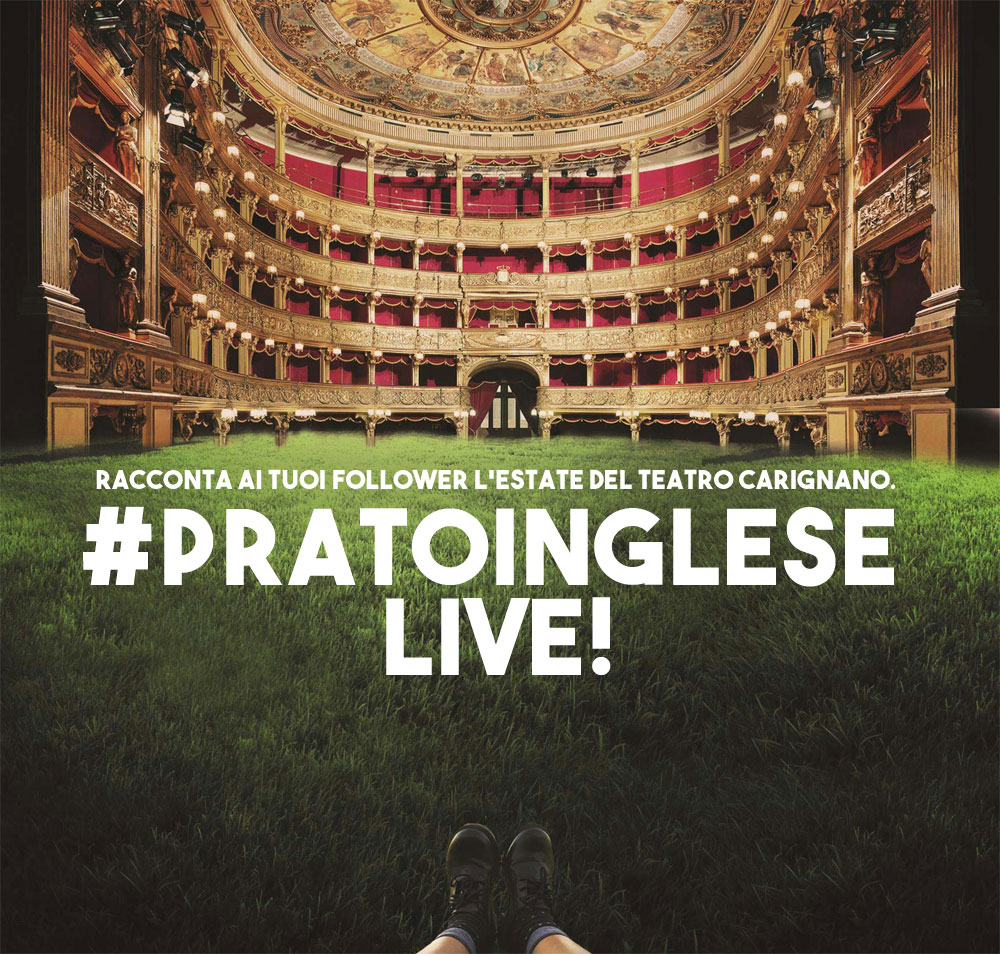 RACCONTA AI TUOI FOLLOWER L'ESTATE DEL TEATRO CARIGNANO.
#PRATOINGLESE
LIVE!